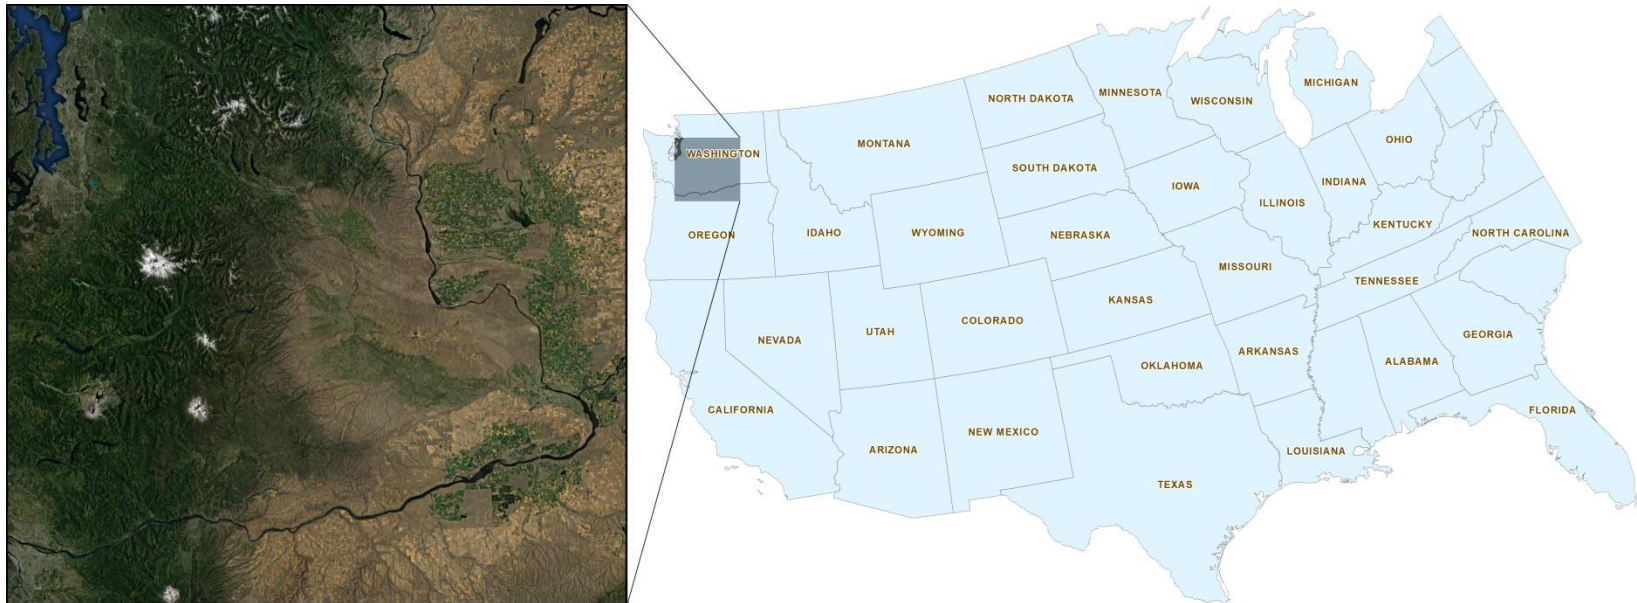 MICHIGAN
NORTH DAKOTA
MINNESOTA
WISCONSIN
OHIO
MONTANA
WASHINGTON
SOUTH DAKOTA
INDIANA
IOWA
ILLINOIS
KENTUCKY
OREGON
IDAHO
WYOMING
NEBRASKA
NORTH CAROLINA
MISSOURI
TENNESSEE
KANSAS
COLORADO
UTAH
NEVADA
GEORGIA
ARKANSAS
ALABAMA
OKLAHOMA
CALIFORNIA
FLORIDA
NEW MEXICO
ARIZONA
LOUISIANA
TEXAS